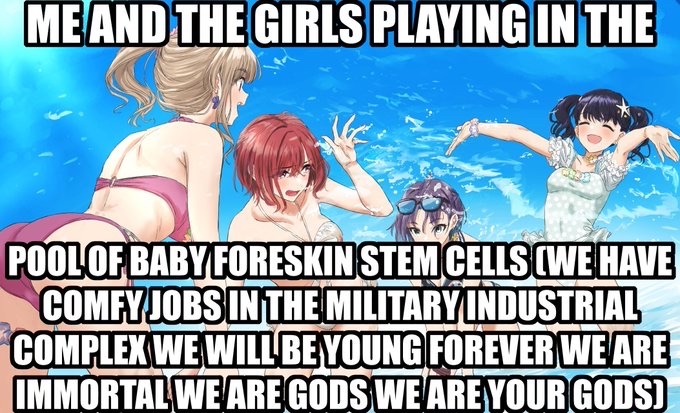 ME AND THE GIRLS PLAYING IN THE
POOL OF BABY FORESKIN STEM CELLS (WE HAVE
COMFY JOBS IN THE MILITARY INDUSTRIAL
COMPLEX WE WILL BE YOUNG FOREVER WE ARE
IMMORTAL WE ARE GODS WE ARE YOUR GODS)